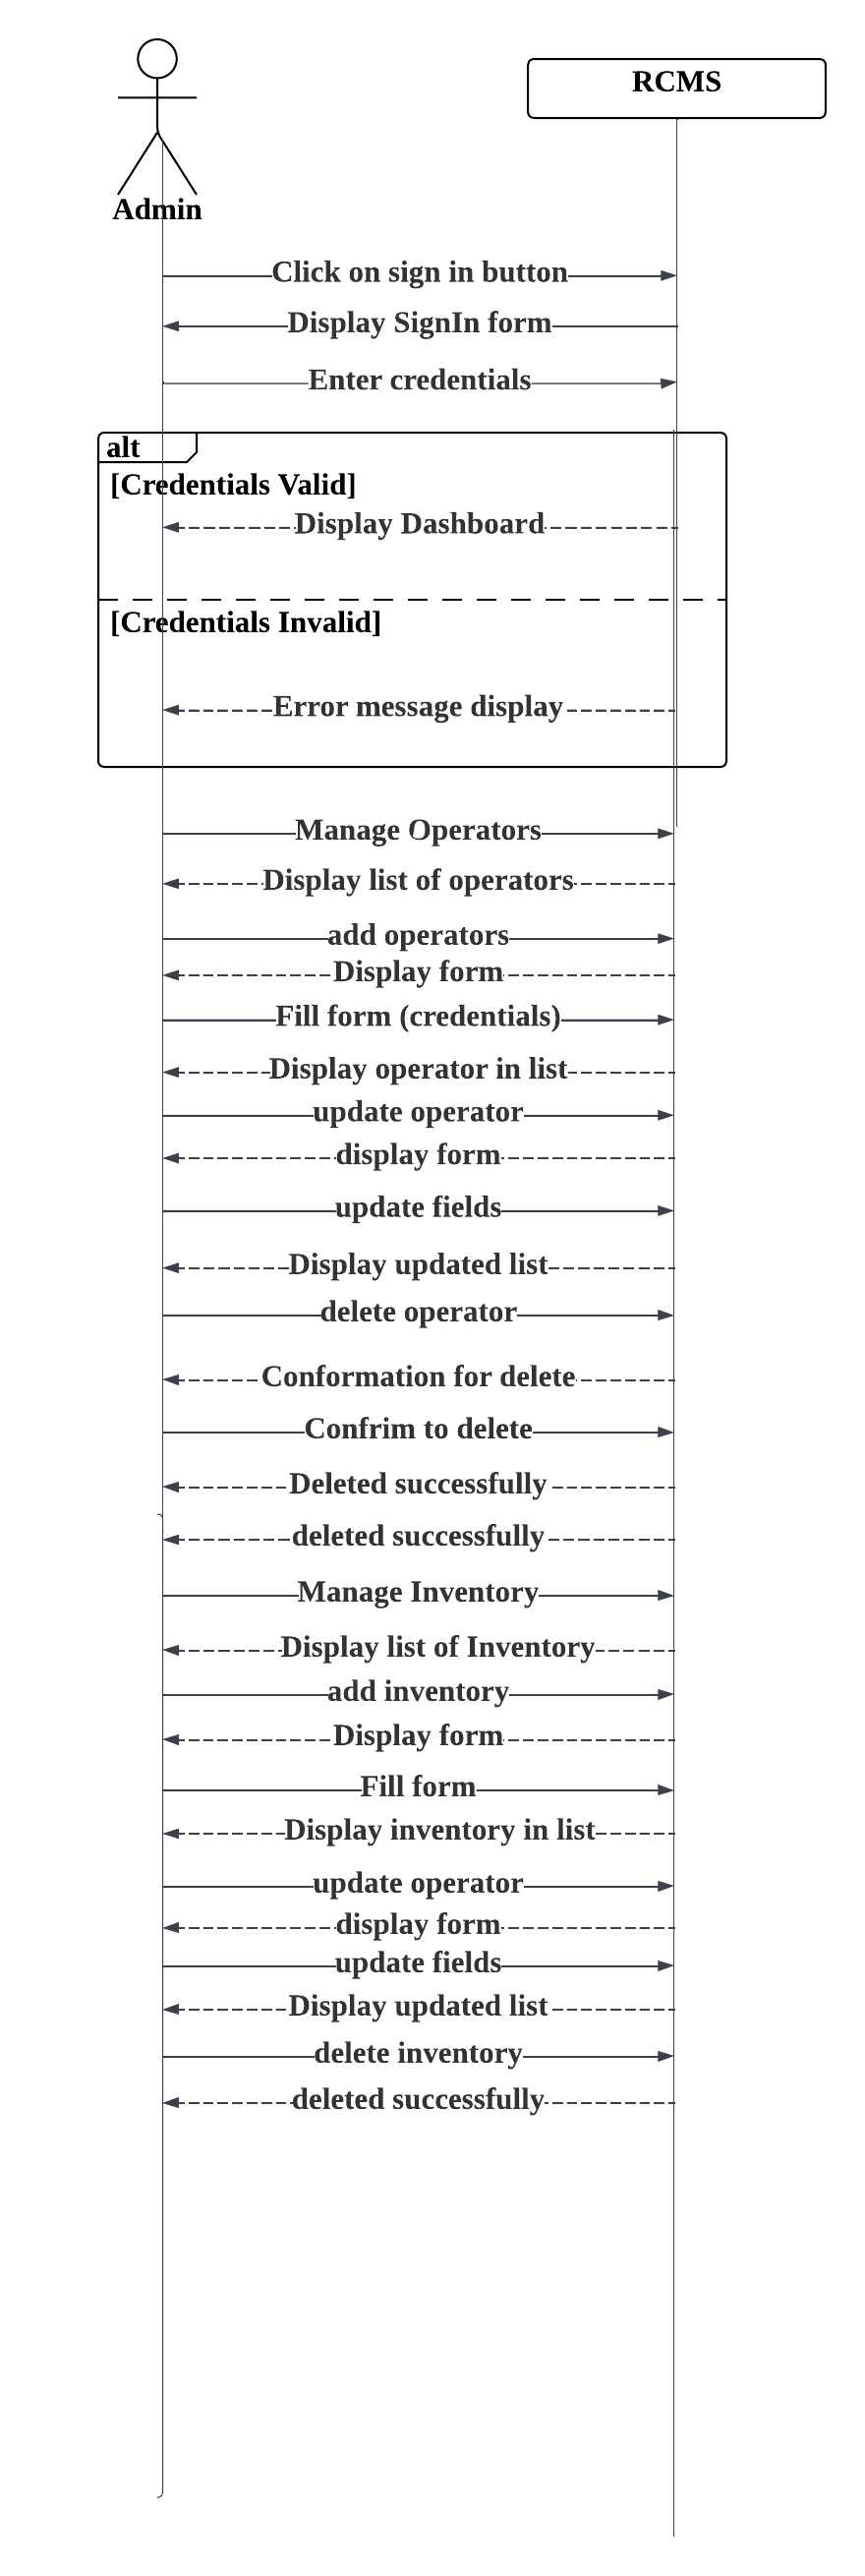 RCMS
Admin
Click on sign in button
Display SignIn form
Enter credentials
alt
[Credentials Valid]
Display Dashboard
[Credentials Invalid]
Error message display
Manage Operators
Display list of operators
add operators
Display form
Fill form (credentials)
Display operator in list
update operator
display form
update fields
Display updated list
delete operator
Conformation for delete
Confrim to delete
Deleted successfully
deleted successfully
Manage Inventory
Display list of Inventory
add inventory
Display form
Fill form
Display inventory in list
update operator
display form
update fields
Display updated list
delete inventory
deleted successfully